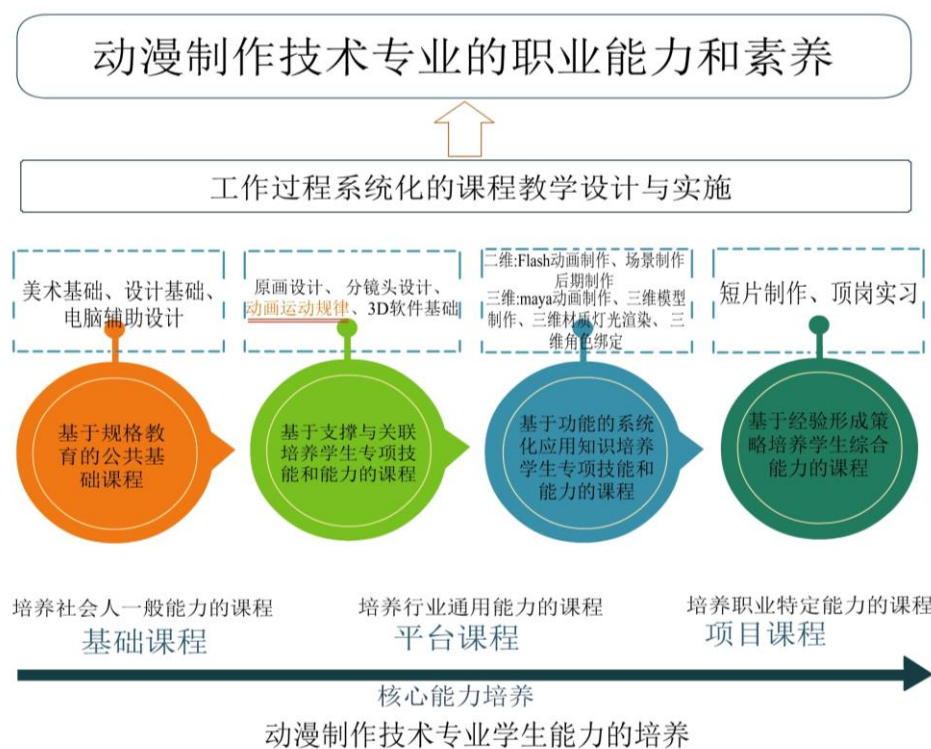 动漫制作技术专业的职业能力和素养
工作过程系统化的课程教学设计与实施
美术基础、设计基础、
电脑辅助设计
原画设计、分镜头设计、
动画运动规律、3D软件基础
二维:Flash动画制作、场景制作
后期制作
三维:maya动画制作、三维模型
制作、三维材质灯光渲染、三
维角色绑定
短片制作、顶岗实习
基于规格教
育的公共基
础课程
基于支撑与关联
培养学生专项技
能和能力的课程
基于功能的系统
化应用知识培养
学生专项技能和
能力的课程
基于经验形成策
略培养学生综合
能力的课程
培养社会人一般能力的课程
基础课程
培养行业通用能力的课程
平台课程
培养职业特定能力的课程
项目课程
核心能力培养
动漫制作技术专业学生能力的培养